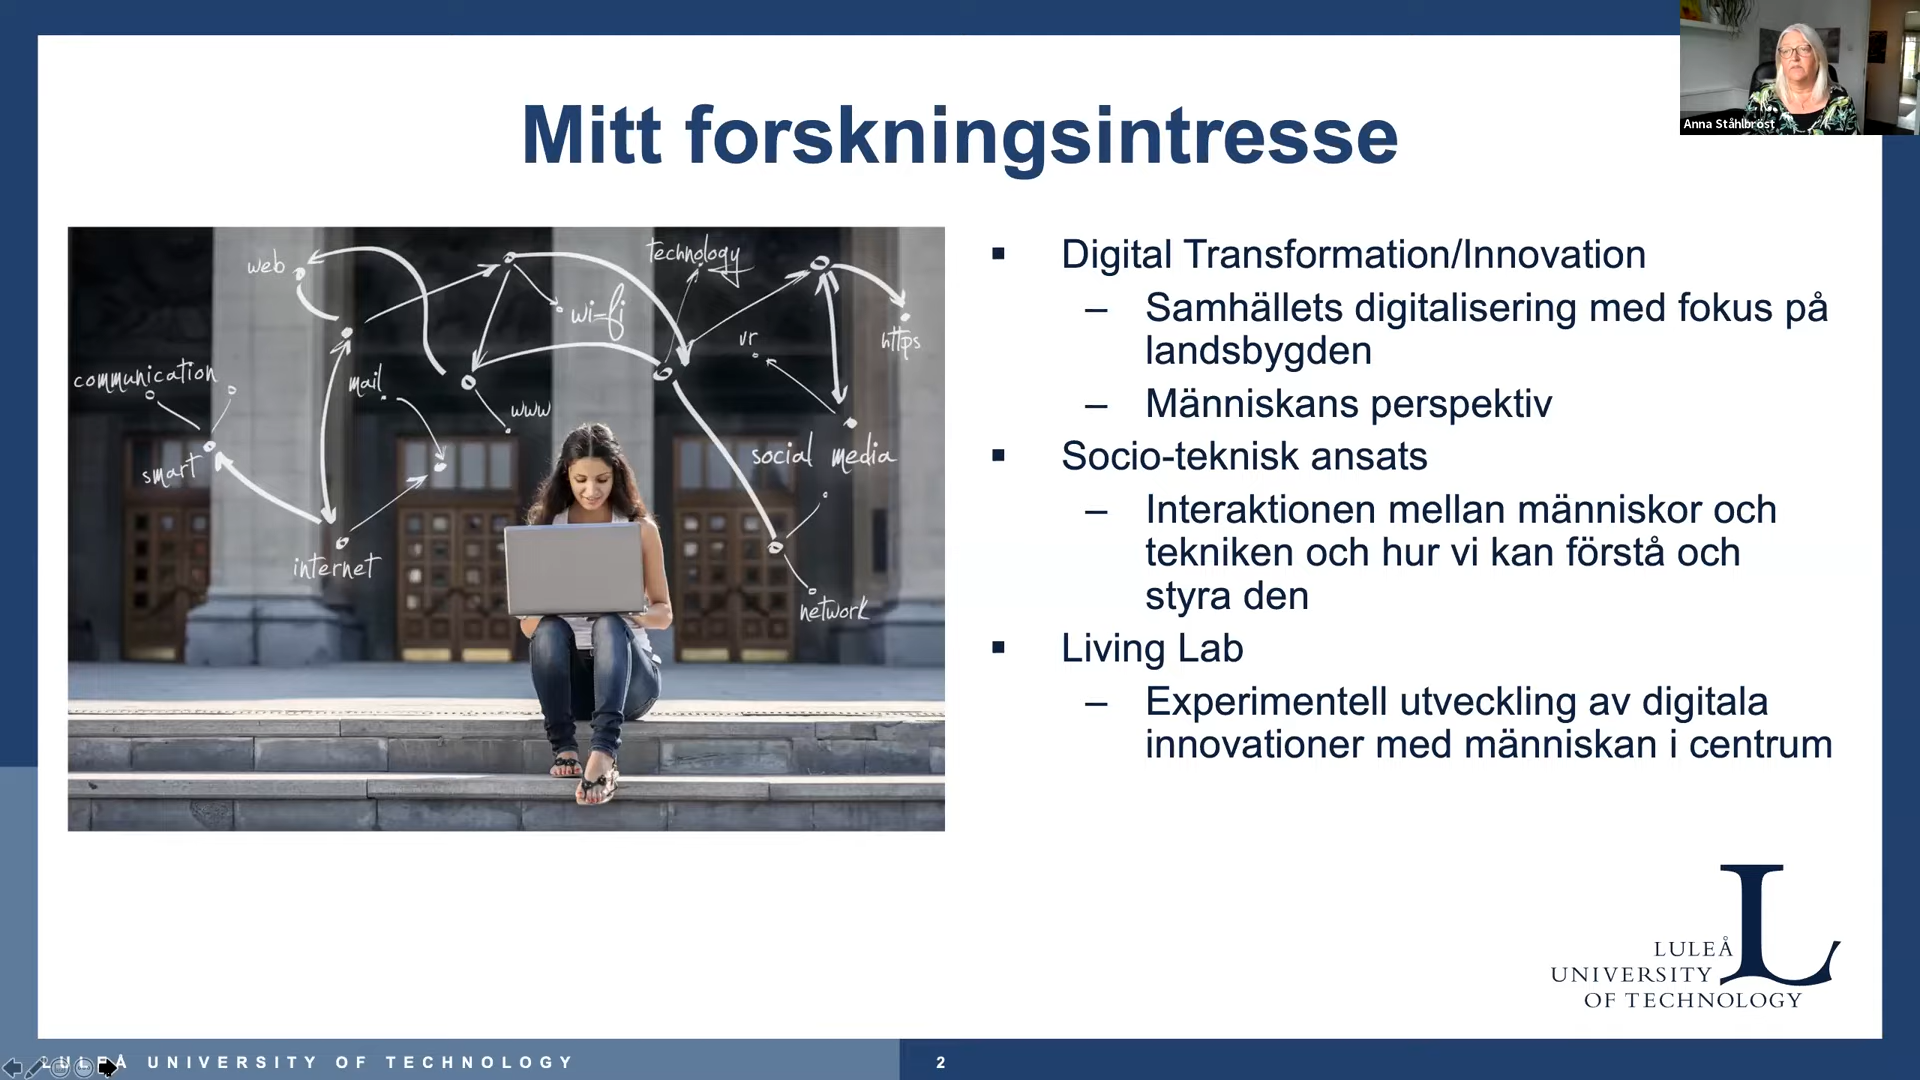 Anna Ståhlbröst
Mitt forskningsintresse
web
technology
wi-fi
https
vr
communication
mail
www
social media
smart
internet
network
▪ Digital Transformation/Innovation
– Samhällets digitalisering med fokus på
landsbygden
– Människans perspektiv
▪ Socio-teknisk ansats
– Interaktionen mellan människor och
tekniken och hur vi kan förstå och
styra den
▪ Living Lab
– Experimentell utveckling av digitala
innovationer med människan i centrum
L
LULEÅ
UNIVERSITY
OF TECHNOLOGY
LULEÅ UNIVERSITY OF TECHNOLOGY
2